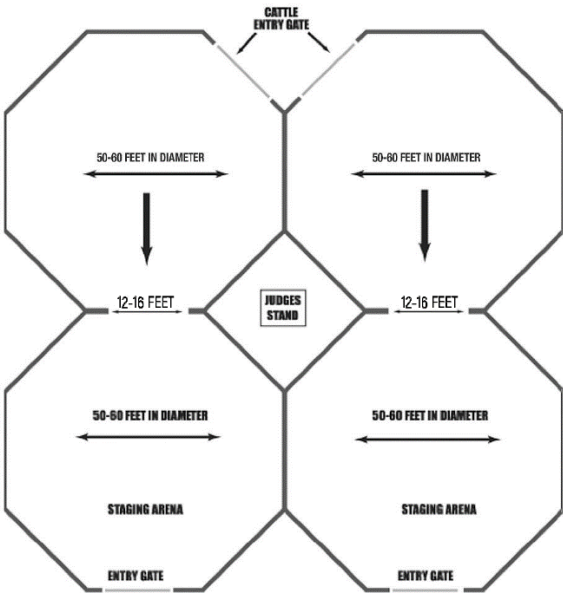 CATTLE
ENTRY GATE
50-60 FEET IN DIAMETER
50-60 FEET IN DIAMETER
12-16 FEET
JUDGES
STAND
12-16 FEET
50-60 FEET IN DIAMETER
50-60 FEET IN DIAMETER
STAGING ARENA
STAGING ARENA
ENTRY GATE
ENTRY GATE